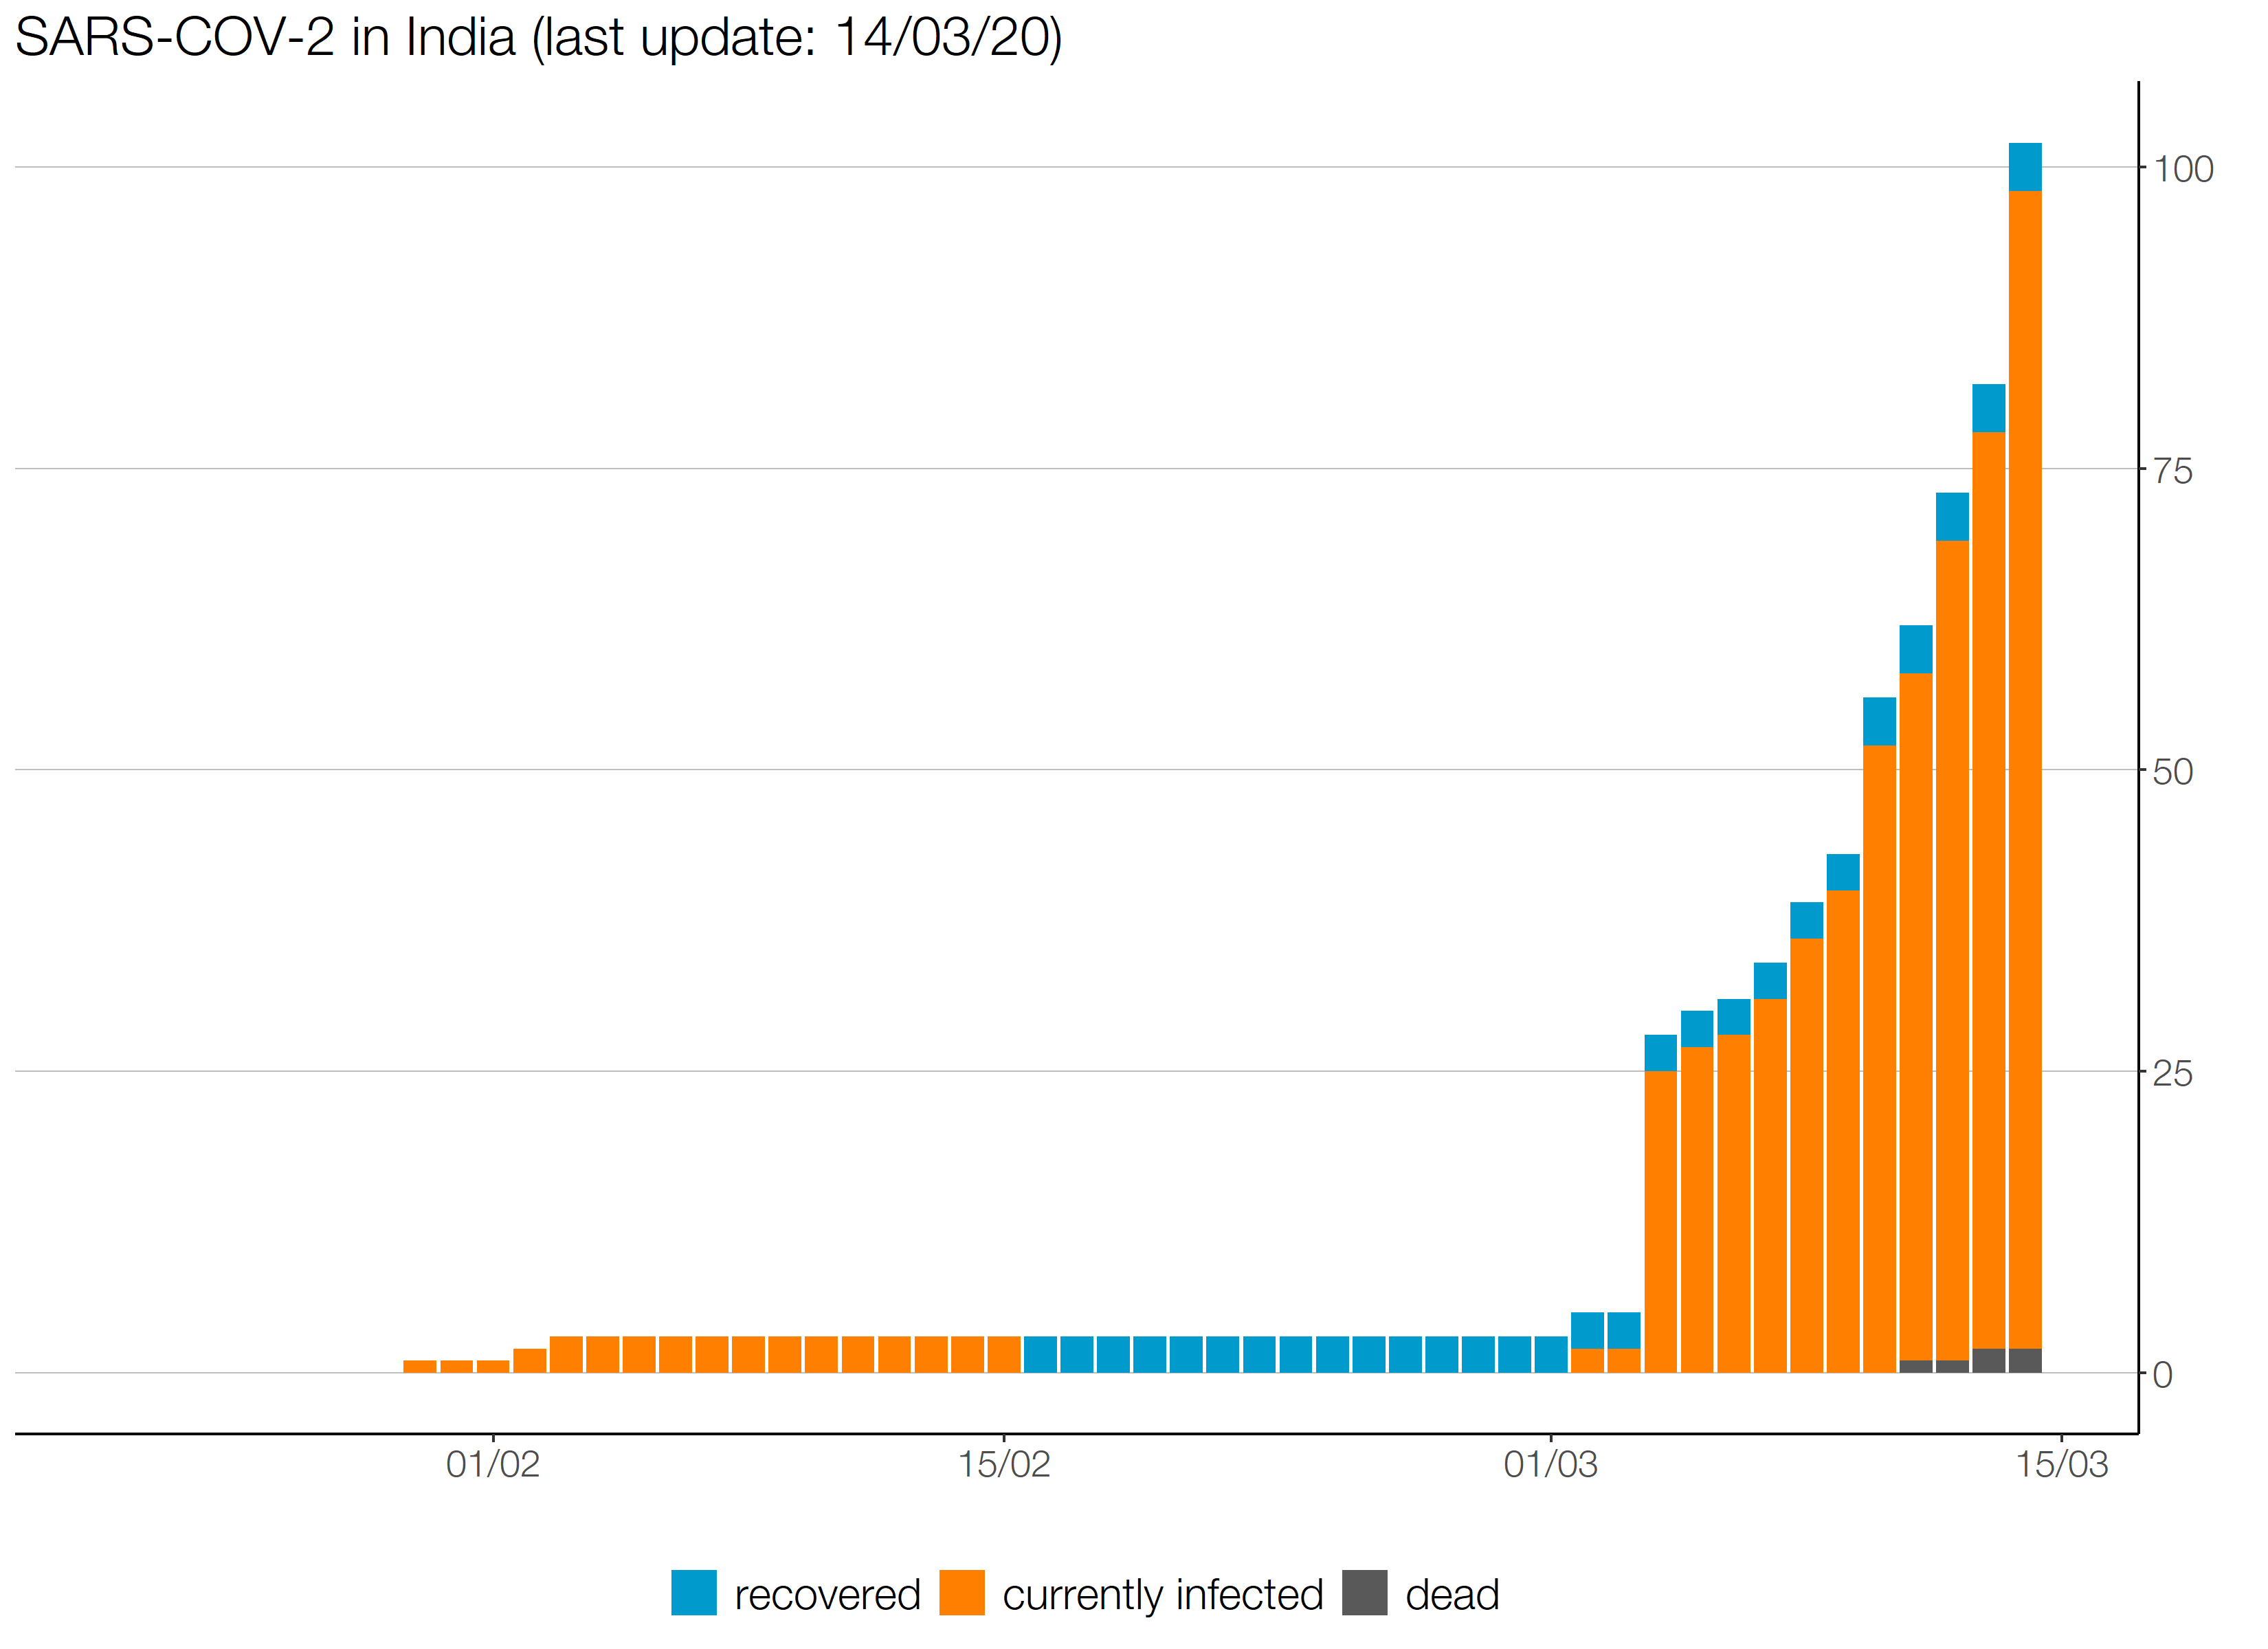 SARS-COV-2 in India (last update: 14/03/20)
100
75
50
25
0
01/02 15/02 01/03 15/03
recovered currently infected dead